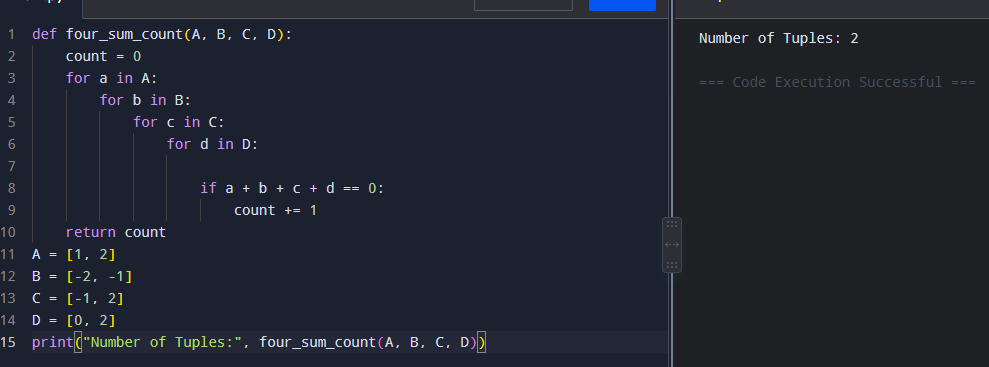 1 def four_sum_count(A, B, C, D):
2     count = 0
3     for a in A:
4         for b in B:
5             for c in C:
6                 for d in D:
7
8                     if a + b + c + d == 0:
9                         count += 1
10     return count
11 A = [1, 2]
12 B = [-2, -1]
13 C = [-1, 2]
14 D = [0, 2]
15 print("Number of Tuples:", four_sum_count(A, B, C, D))
Number of Tuples: 2
=== Code Execution Successful ===